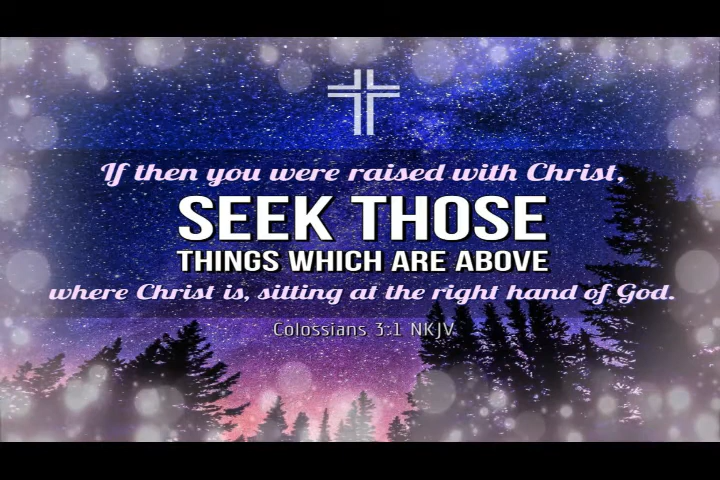 If then you were raised with Christ,
SEEK THOSE
THINGS WHICH ARE ABOVE
where Christ is, sitting at the right hand of God.
Colossians 3:1 NKJV